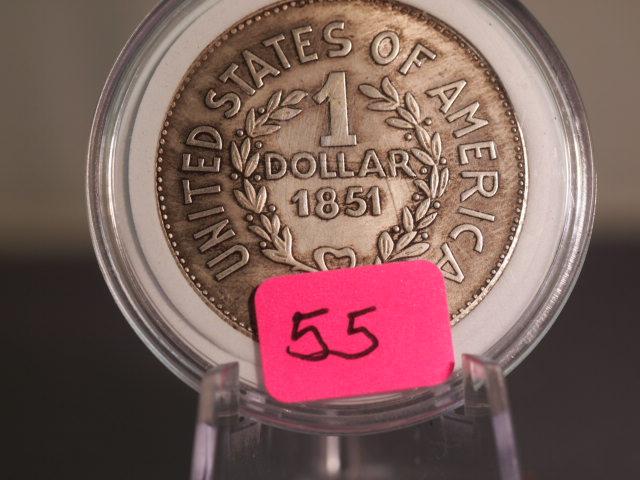 UNITED STATES OF AMERICA
1
DOLLAR
1851
55